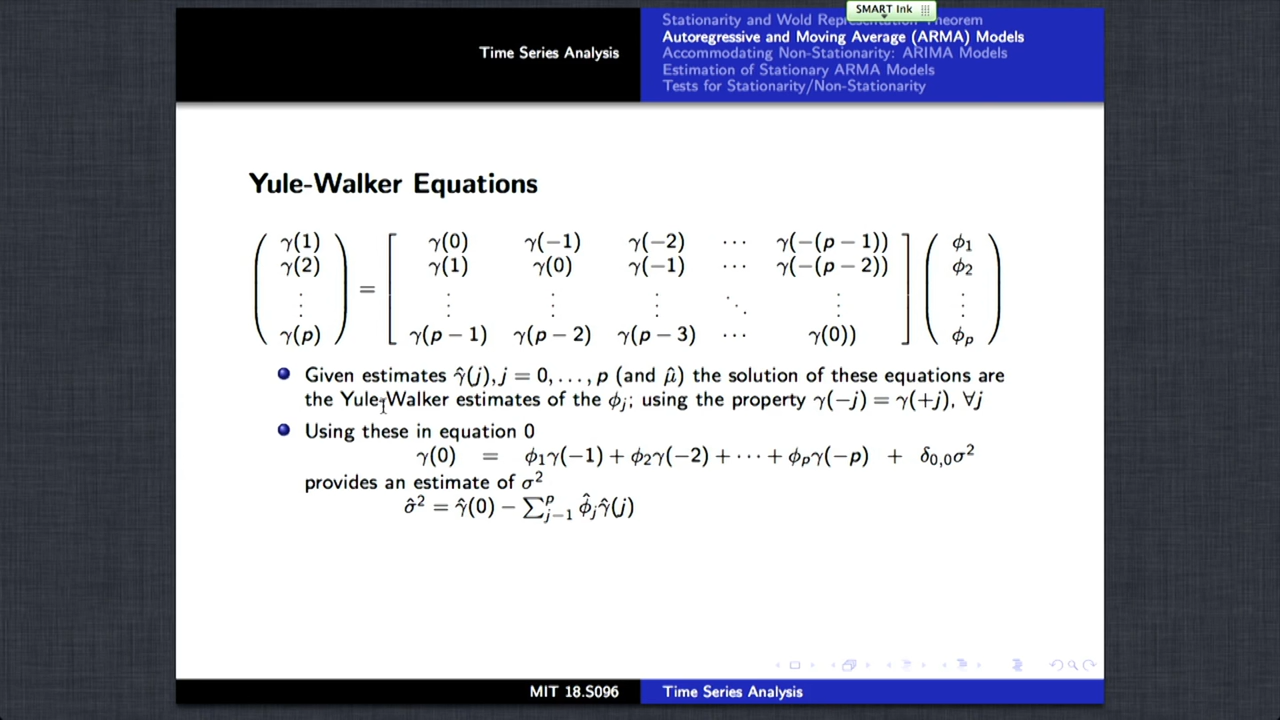 SMART Ink
Time Series Analysis
Stationarity and Wold Representation Theorem
Autoregressive and Moving Average (ARMA) Models
Accommodating Non-Stationarity: ARIMA Models
Estimation of Stationary ARMA Models
Tests for Stationarity/Non-Stationarity
Yule-Walker Equations
γ(1) γ(0) γ(−1) γ(−2) ⋯ γ(−(p − 1)) ϕ₁
γ(2) γ(1) γ(0) γ(−1) ⋯ γ(−(p − 2)) ϕ₂
⋮ = ⋮ ⋮ ⋮ ⋱ ⋮ ⋮
γ(p) γ(p − 1) γ(p − 2) γ(p − 3) ⋯ γ(0)) ϕₚ
Given estimates γ̂(j), j = 0, . . . , p (and μ̂) the solution of these equations are
the Yule-Walker estimates of the ϕⱼ; using the property γ(−j) = γ(+j), ∀j
Using these in equation 0
γ(0) = ϕ₁γ(−1) + ϕ₂γ(−2) + ⋯ + ϕₚγ(−p) + δ₀,₀σ²
provides an estimate of σ²
σ̂² = γ̂(0) − ∑ᵖⱼ₋₁ ϕ̂ⱼγ̂(j)
MIT 18.S096
Time Series Analysis